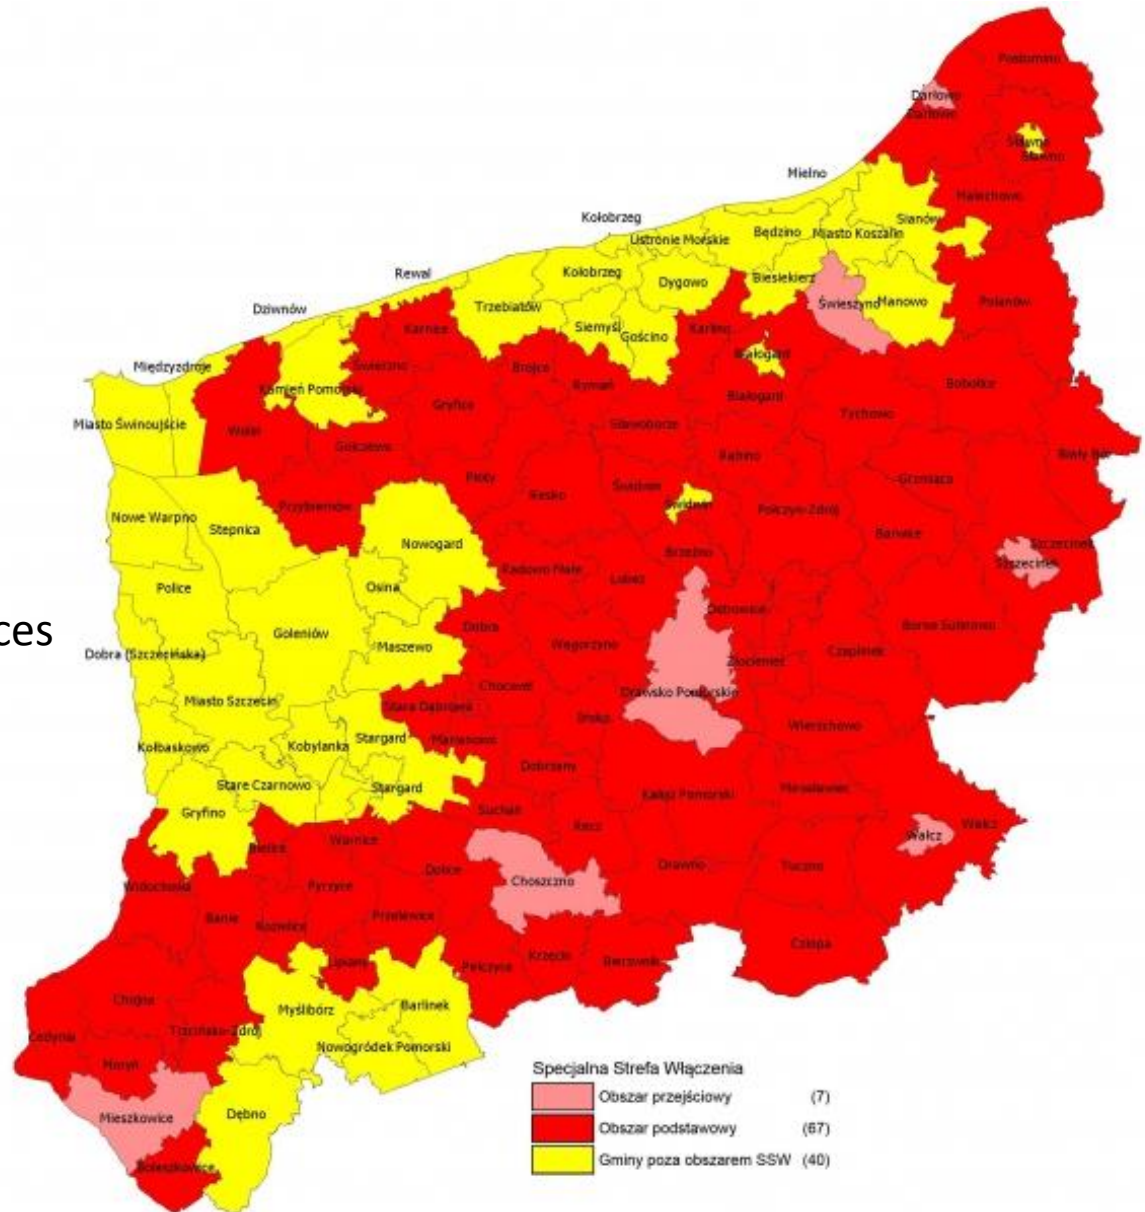 Postomino
Darłowo
Darłowo
Sławno
Sławno
Mielno
Malechowo
Sianów
Kołobrzeg
Będzino
Miasto Koszalin
Ustronie Morskie
Rewal
Kołobrzeg
Dygowo
Biesiekierz
Polanów
Świeszyno
Manowo
Dziwnów
Trzebiatów
Siemyśl
Gościno
Karlino
Karnice
Białogard
Międzyzdroje
Świerzno
Brojce
Rymań
Bobolice
Kamień Pomorski
Białogard
Gryfice
Tychowo
Miasto Świnoujście
Wolin
Sławoborze
Golczewo
Rąbino
Biały Bór
Płoty
Grzmiąca
Świdwin
Resko
Świdwin
Przybiernów
Połczyn-Zdrój
Nowe Warpno
Stepnica
Barwice
Nowogard
Szczecinek
Brzeżno
Szczecinek
Radowo Małe
Łobez
Police
Osina
ces
Goleniów
Dobra
Borne Sulinowo
Dobra (Szczecińska)
Maszewo
Węgorzyno
Czaplinek
Złocieniec
Chociwel
Drawsko Pomorskie
Miasto Szczecin
Stara Dąbrowa
Ińsko
Wierzchowo
Kołbaskowo
Kobylanka
Stargard
Marianowo
Dobrzany
Stare Czarnowo
Stargard
Kalisz Pomorski
Mirosławiec
Gryfino
Suchań
Recz
Wałcz
Wałcz
Bielice
Warnice
Dolice
Choszczno
Drawno
Tuczno
Widuchowa
Pyrzyce
Banie
Kozielice
Przelewice
Człopa
Lipiany
Pełczyce
Krzęcin
Bierzwnik
Chojna
Myślibórz
Barlinek
Cedynia
Trzcińsko-Zdrój
Nowogródek Pomorski
Moryń
Specjalna Strefa Włączenia
Obszar przejściowy (7)
Mieszkowice
Dębno
Obszar podstawowy (67)
Boleszkowice
Gminy poza obszarem SSW (40)